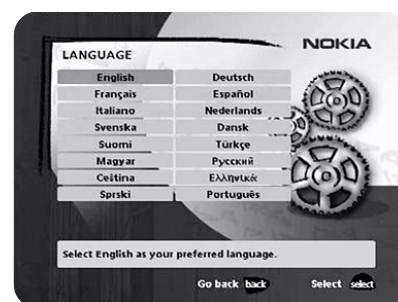 NOKIA
LANGUAGE
English Deutsch
Français Español
Italiano Nederlands
Svenska Dansk
Suomi Türkçe
Magyar Русский
Ceština Ελληνικά
Sprski Português
Select English as your preferred language.
Go back back Select select